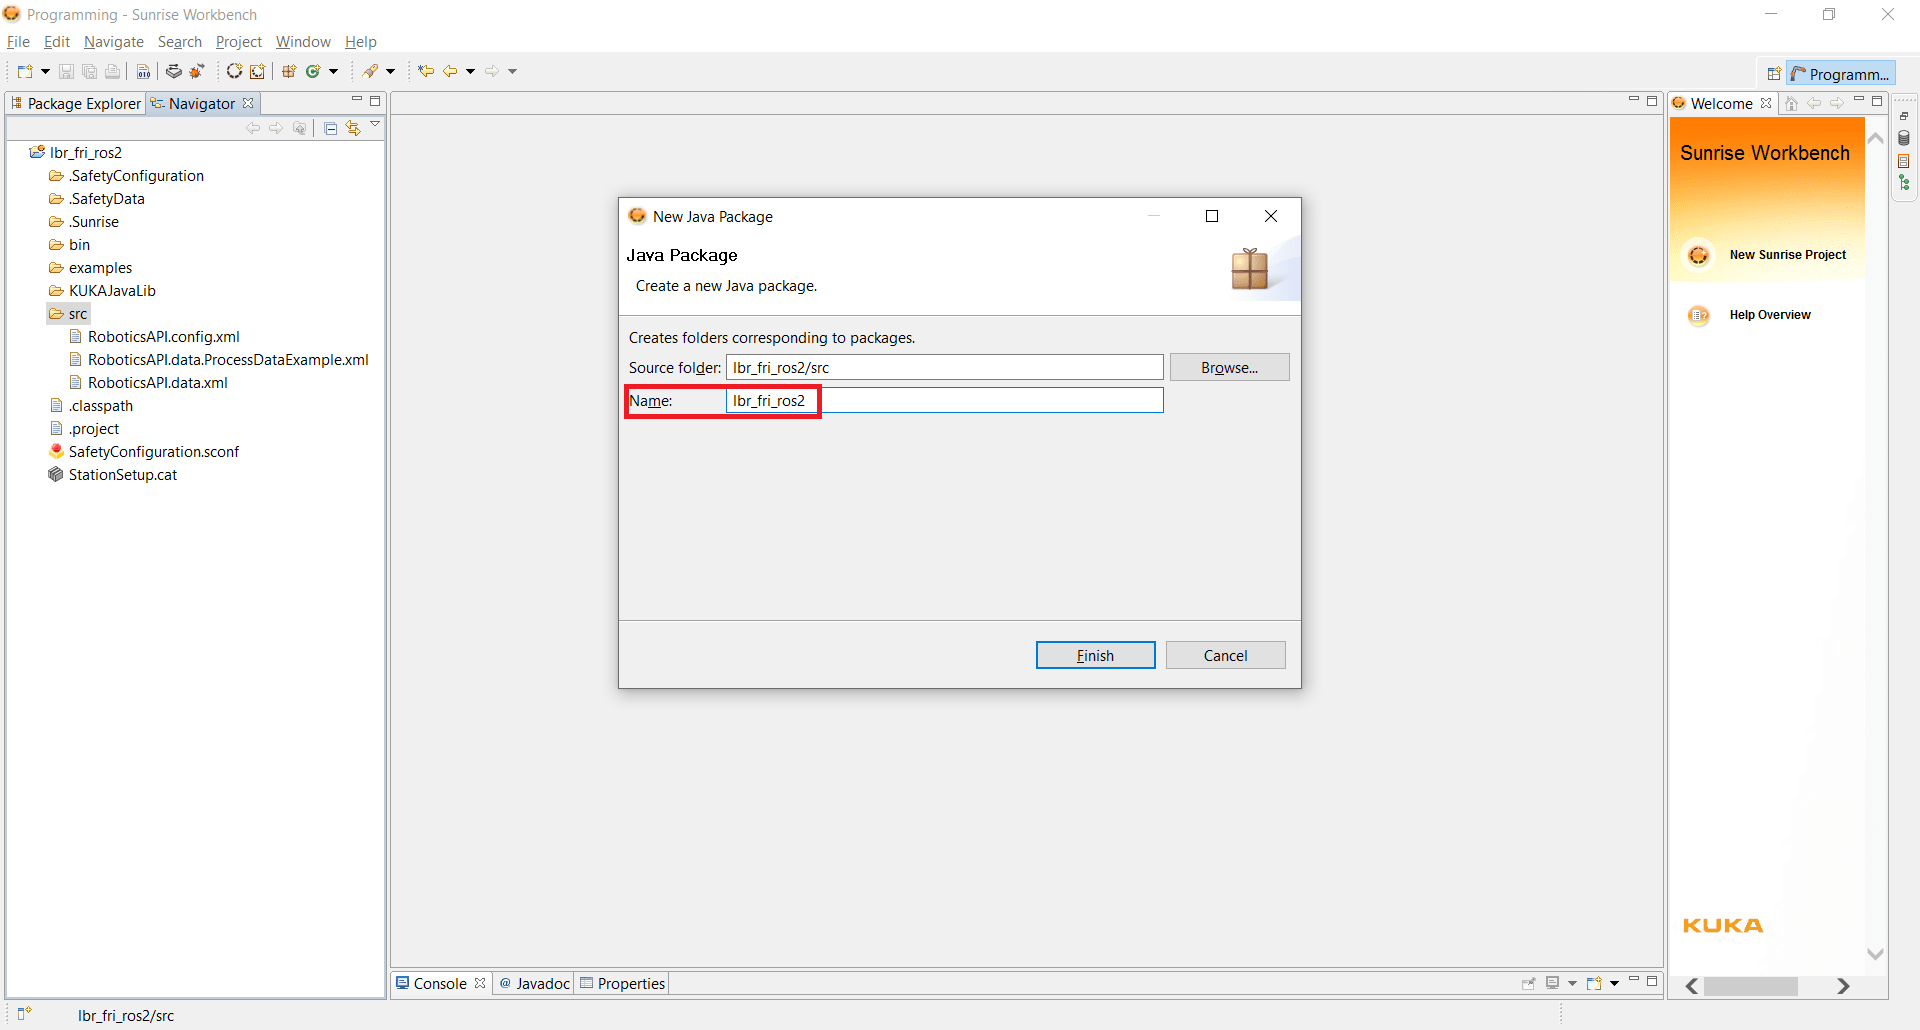 Programming - Sunrise Workbench
File Edit Navigate Search Project Window Help
Programm...
Package Explorer Navigator
lbr_fri_ros2
.SafetyConfiguration
.SafetyData
.Sunrise
bin
examples
KUKAJavaLib
src
RoboticsAPI.config.xml
RoboticsAPI.data.ProcessDataExample.xml
RoboticsAPI.data.xml
.classpath
.project
SafetyConfiguration.sconf
StationSetup.cat
New Java Package
Java Package
Create a new Java package.
Creates folders corresponding to packages.
Source folder: lbr_fri_ros2/src Browse...
Name: lbr_fri_ros2
Finish Cancel
Welcome
Sunrise Workbench
New Sunrise Project
Help Overview
KUKA
Console @ Javadoc Properties
lbr_fri_ros2/src